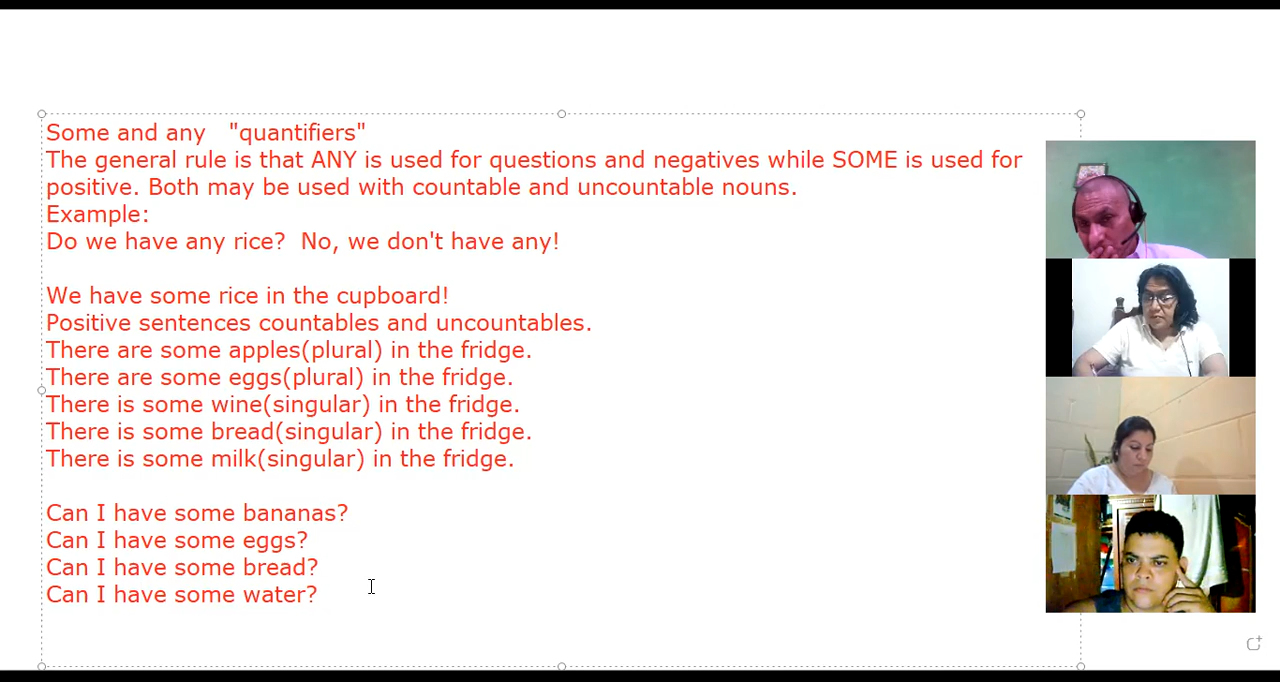 Some and any "quantifiers"
The general rule is that ANY is used for questions and negatives while SOME is used for
positive. Both may be used with countable and uncountable nouns.
Example:
Do we have any rice? No, we don't have any!
We have some rice in the cupboard!
Positive sentences countables and uncountables.
There are some apples(plural) in the fridge.
There are some eggs(plural) in the fridge.
There is some wine(singular) in the fridge.
There is some bread(singular) in the fridge.
There is some milk(singular) in the fridge.
Can I have some bananas?
Can I have some eggs?
Can I have some bread?
Can I have some water?